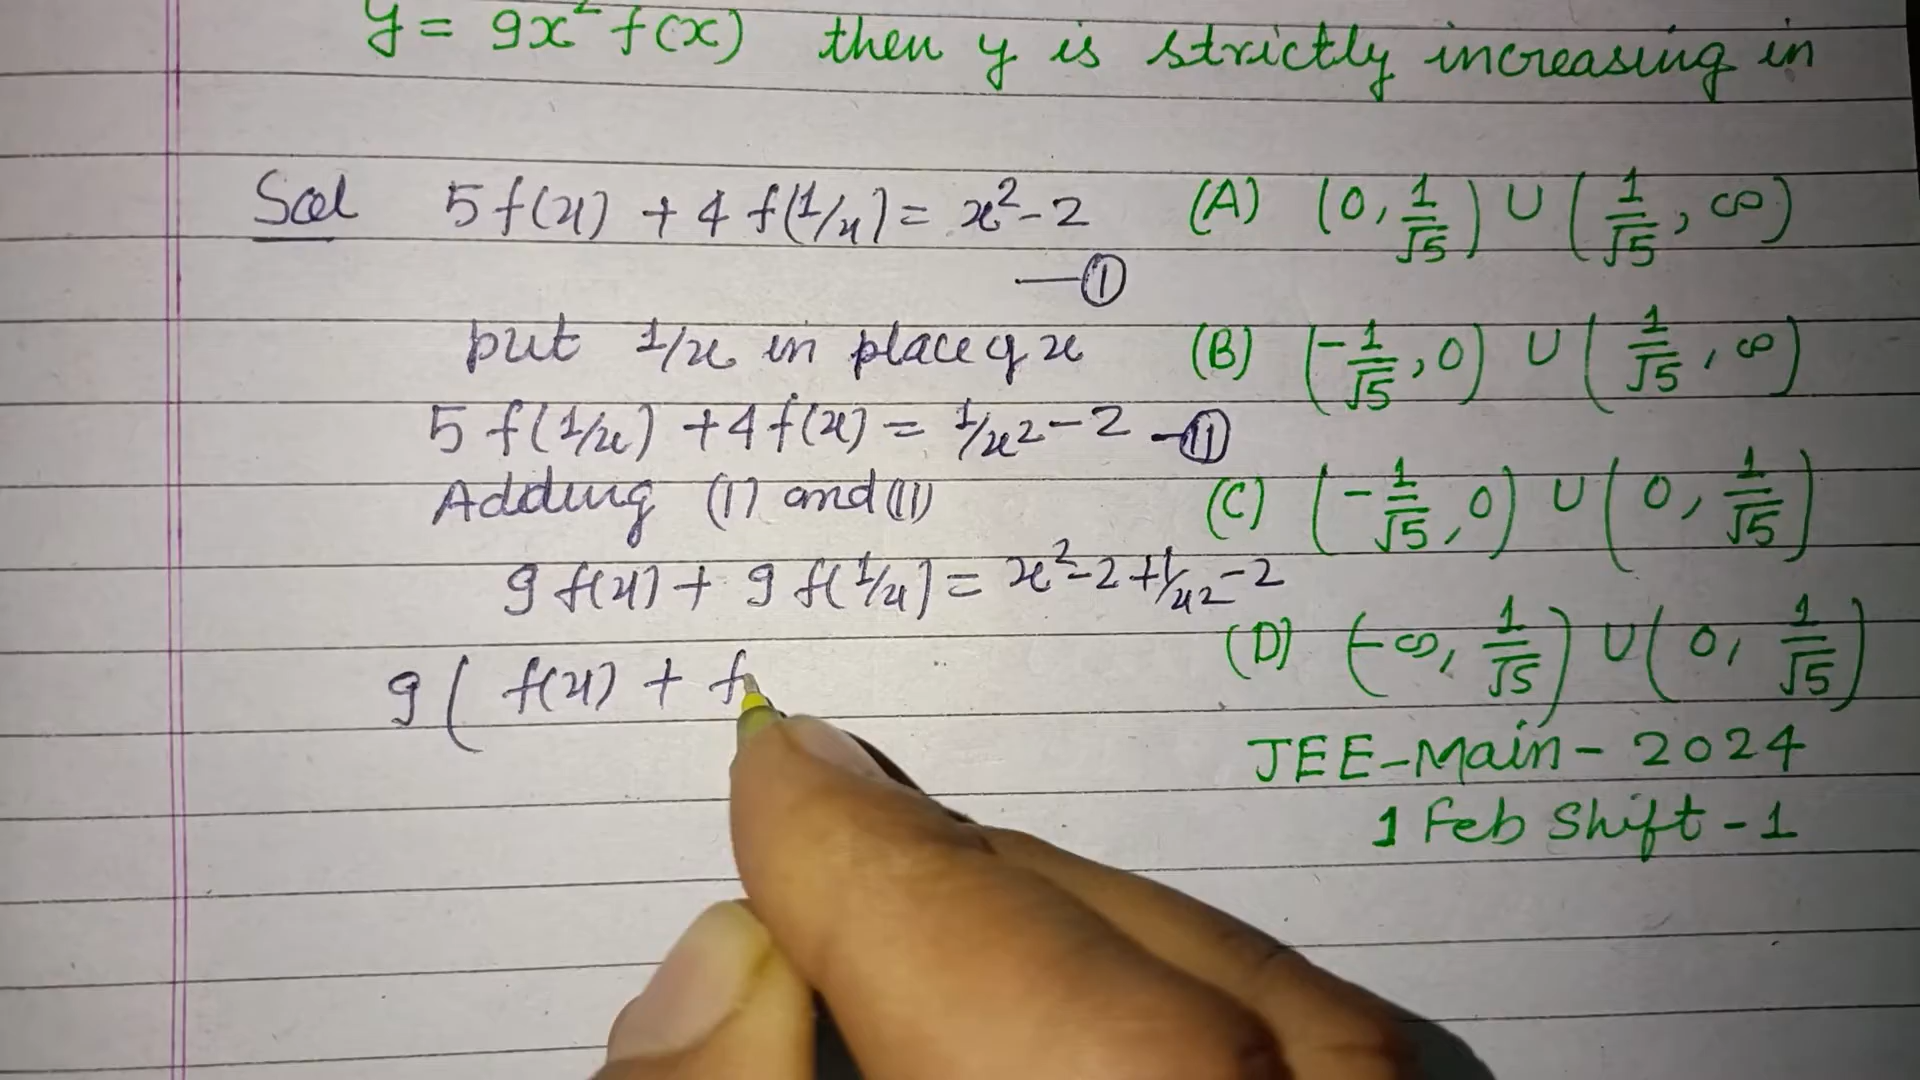 y = 9x² f(x) then y is strictly increasing in
Sol 5f(x) + 4f(1/x) = x²-2
—①
put 1/x in place of x
5f(1/x) + 4f(x) = 1/x²-2 —⑪
Adding (1) and (11)
9f(x) + 9f(1/x) = x²-2+1/x²-2
9( f(x) + f
(A) (0, 1/√5) ∪ (1/√5, ∞)
(B) (-1/√5, 0) ∪ (1/√5, ∞)
(C) (-1/√5, 0) ∪ (0, 1/√5)
(D) (-∞, 1/√5) ∪ (0, 1/√5)
JEE-Main-2024
1 Feb Shift-1